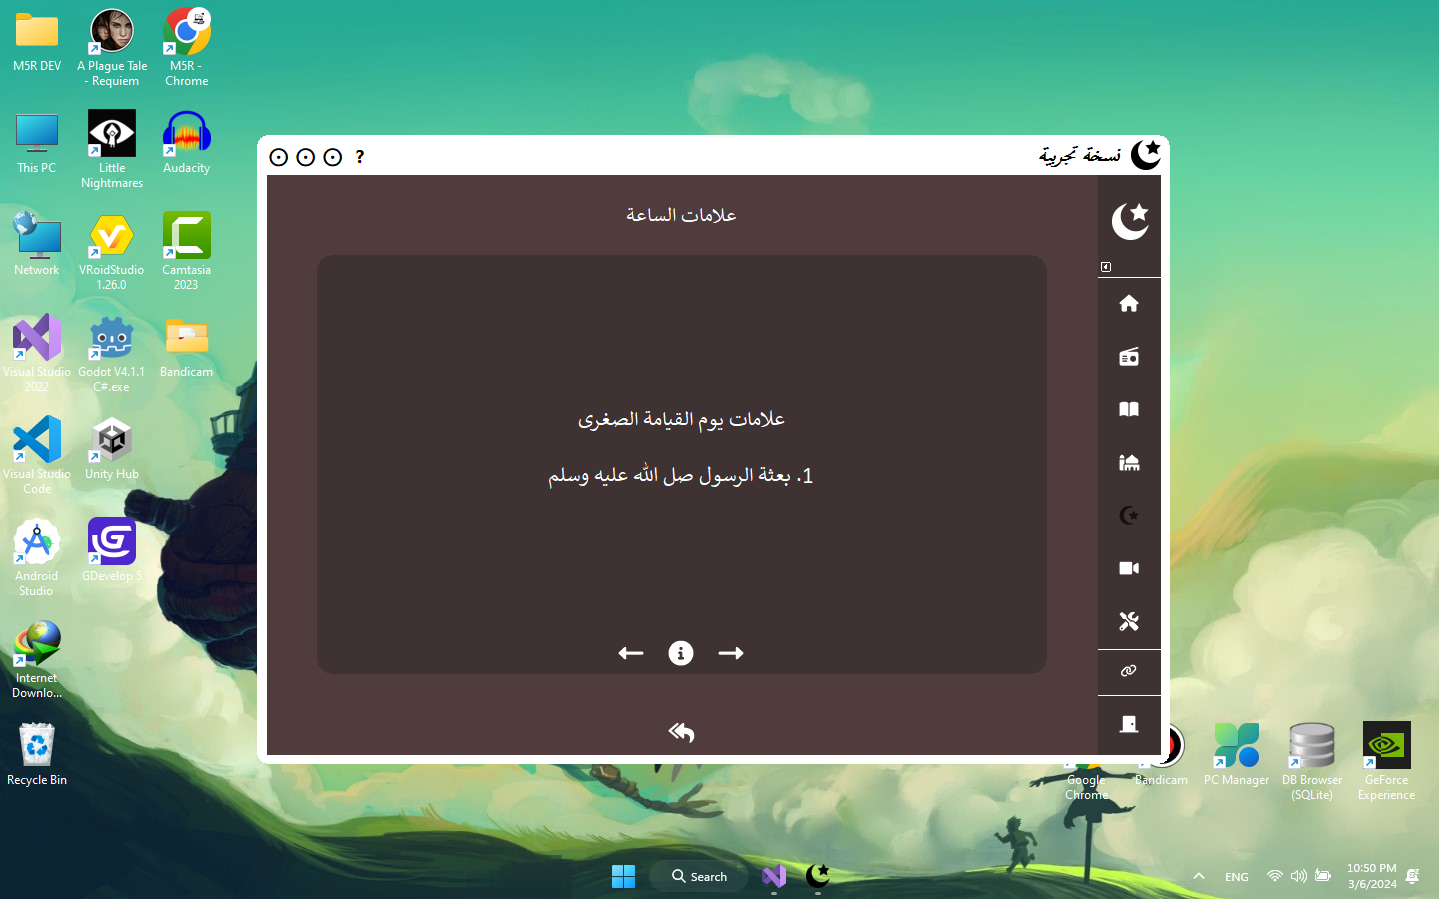 M5R DEV
A Plague Tale
- Requiem
M5R -
Chrome
This PC
Little
Nightmares
Audacity
Network
VRoidStudio
1.26.0
Camtasia
2023
Visual Studio
2022
Godot V4.1.1
C#.exe
Bandicam
Visual Studio
Code
Unity Hub
Android
Studio
GDevelop 5
Internet
Downlo...
Recycle Bin
?
نسخة تجريبية
علامات الساعة
علامات يوم القيامة الصغرى
1. بعثة الرسول صل الله عليه وسلم
Google
Chrome
Bandicam
PC Manager
DB Browser
(SQLite)
GeForce
Experience
Search
ENG
10:50 PM
3/6/2024